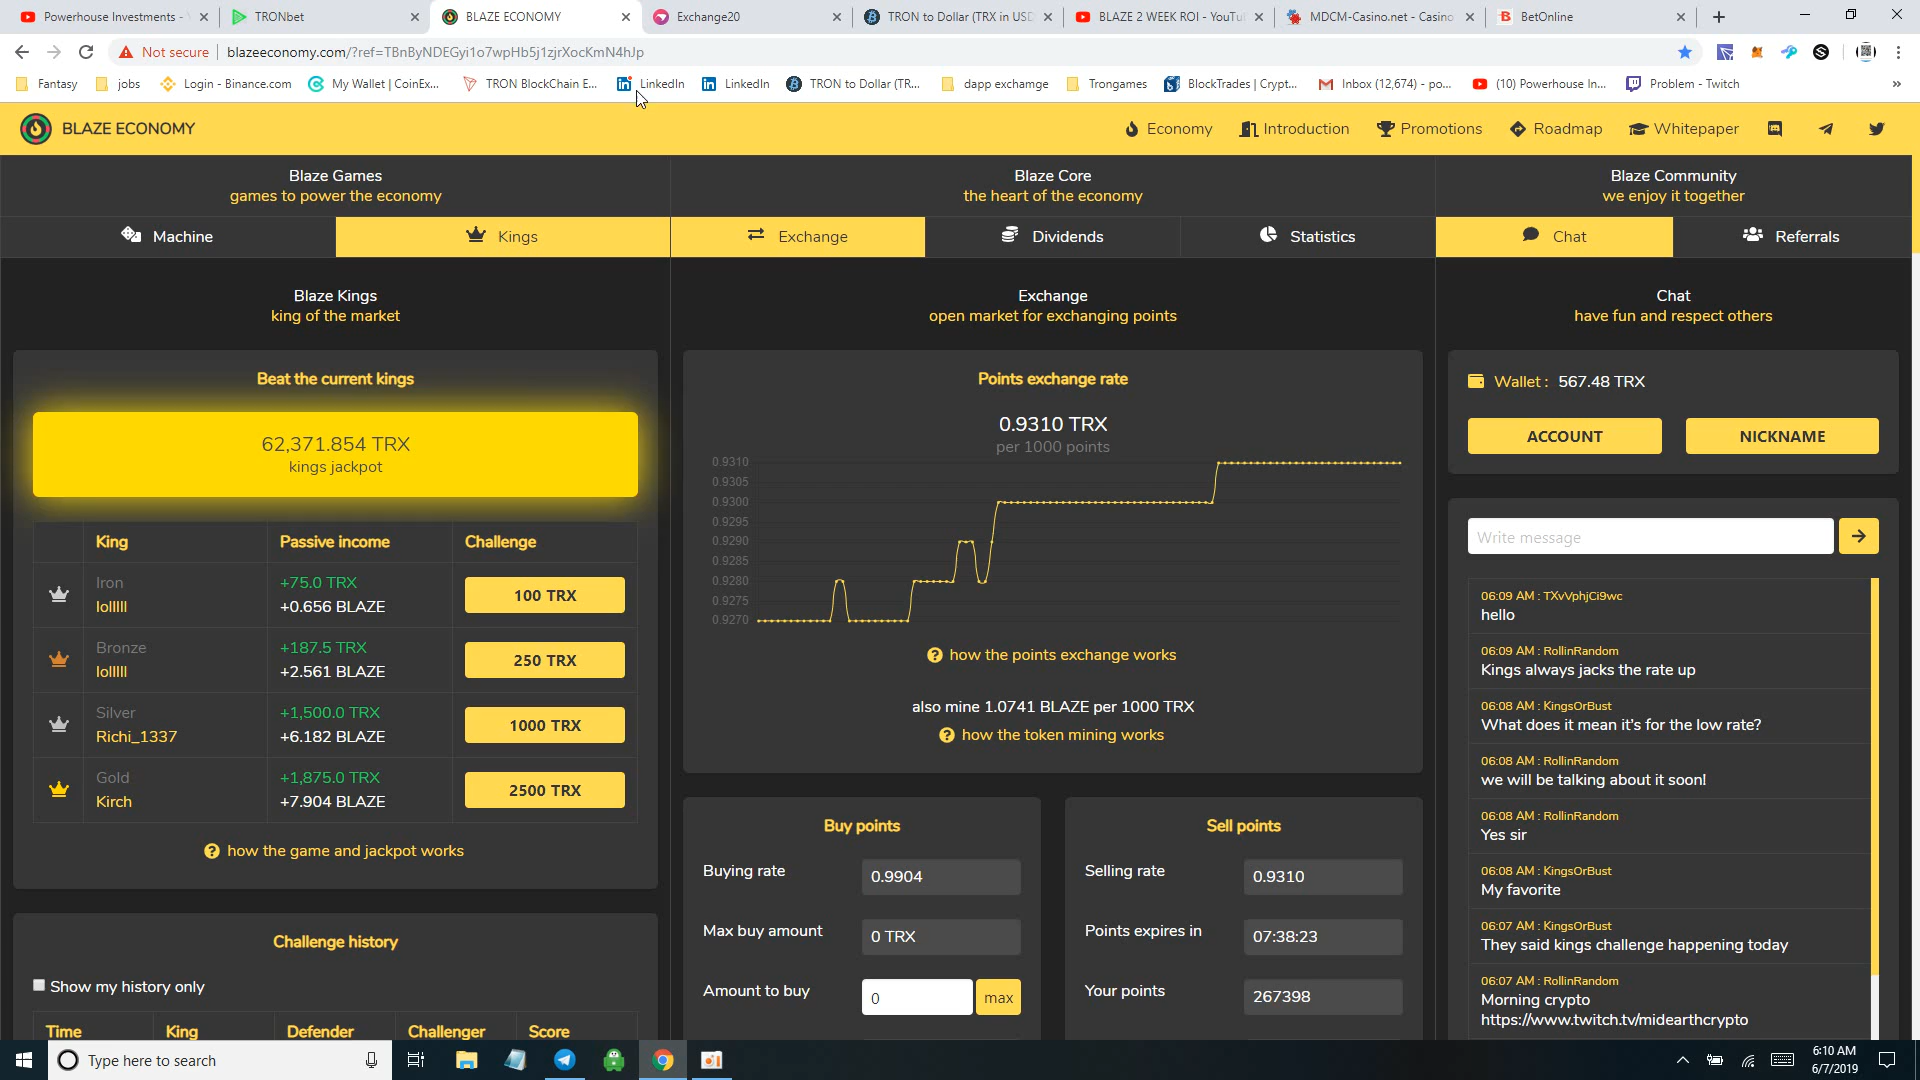 Powerhouse Investments -
TRONbet
BLAZE ECONOMY
Exchange20
TRON to Dollar (TRX in USD
BLAZE 2 WEEK ROI - YouTu
MDCM-Casino.net - Casino
BetOnline
Not secure
blazeeconomy.com/?ref=TBnByNDEGyi1o7wpHb5j1zjrXocKmN4hJp
Fantasy
jobs
Login - Binance.com
My Wallet | CoinEx...
TRON BlockChain E...
LinkedIn
LinkedIn
TRON to Dollar (TR...
dapp exchamge
Trongames
BlockTrades | Crypt...
Inbox (12,674) - po...
(10) Powerhouse In...
Problem - Twitch
»
BLAZE ECONOMY
Economy
Introduction
Promotions
Roadmap
Whitepaper
Blaze Games
games to power the economy
Machine
Kings
Blaze Kings
king of the market
Beat the current kings
62,371.854 TRX
kings jackpot
King Passive income Challenge
Iron +75.0 TRX
lolllll +0.656 BLAZE
100 TRX
Bronze +187.5 TRX
lolllll +2.561 BLAZE
250 TRX
Silver +1,500.0 TRX
Richi_1337 +6.182 BLAZE
1000 TRX
Gold +1,875.0 TRX
Kirch +7.904 BLAZE
2500 TRX
? how the game and jackpot works
Challenge history
Show my history only
Time King Defender Challenger Score
Blaze Core
the heart of the economy
Exchange
Dividends
Statistics
Exchange
open market for exchanging points
Points exchange rate
0.9310 TRX
per 1000 points
0.9310
0.9305
0.9300
0.9295
0.9290
0.9285
0.9280
0.9275
0.9270
? how the points exchange works
also mine 1.0741 BLAZE per 1000 TRX
? how the token mining works
Buy points
Buying rate 0.9904
Max buy amount 0 TRX
Amount to buy 0 max
Sell points
Selling rate 0.9310
Points expires in 07:38:23
Your points 267398
Blaze Community
we enjoy it together
Chat
Referrals
Chat
have fun and respect others
Wallet : 567.48 TRX
ACCOUNT
NICKNAME
Write message
06:09 AM : TXvVphjCi9wc
hello
06:09 AM : RollinRandom
Kings always jacks the rate up
06:08 AM : KingsOrBust
What does it mean it's for the low rate?
06:08 AM : RollinRandom
we will be talking about it soon!
06:08 AM : RollinRandom
Yes sir
06:08 AM : KingsOrBust
My favorite
06:07 AM : KingsOrBust
They said kings challenge happening today
06:07 AM : RollinRandom
Morning crypto
https://www.twitch.tv/midearthcrypto
Type here to search
6:10 AM
6/7/2019